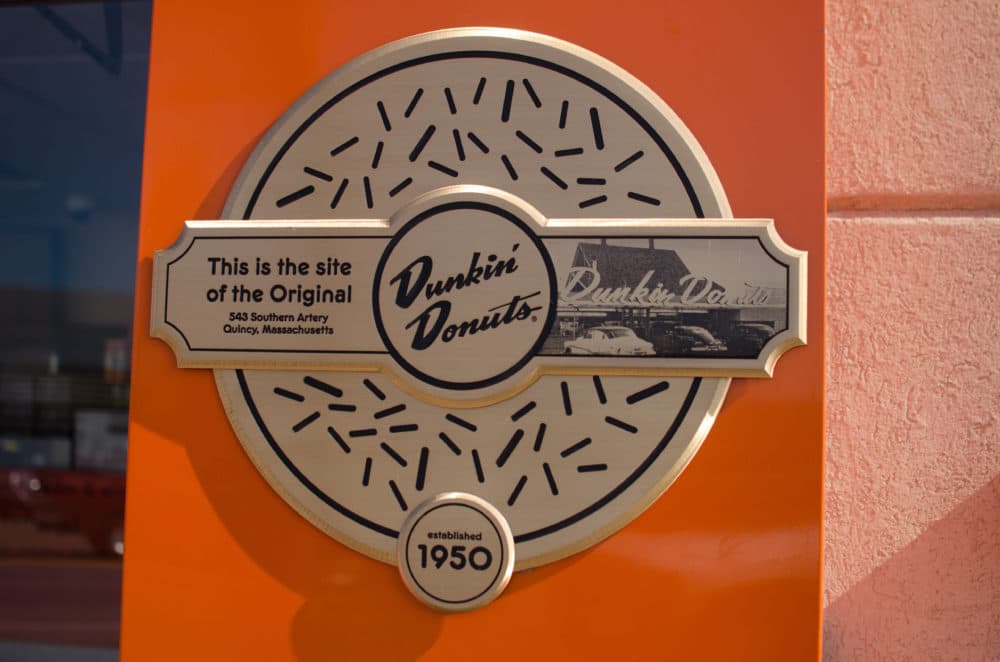 This is the site
of the Original
543 Southern Artery
Quincy, Massachusetts
Dunkin'
Donuts®
Dunkin Donuts
established
1950